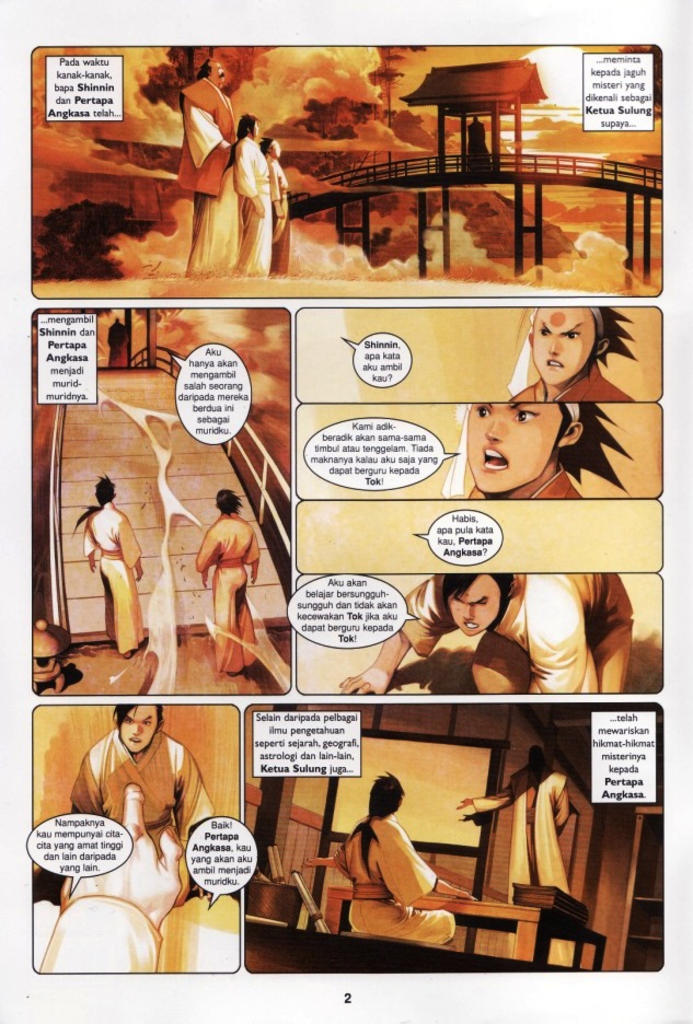 Pada waktu
kanak-kanak,
bapa Shinnin
dan Pertapa
Angkasa telah...
...meminta
kepada jaguh
misteri yang
dikenali sebagai
Ketua Sulung
supaya...
...mengambil
Shinnin dan
Pertapa
Angkasa
menjadi
murid-
muridnya.
Aku
hanya akan
mengambil
salah seorang
daripada mereka
berdua ini
sebagai
muridku.
Shinnin,
apa kata
aku ambil
kau?
Kami adik-
beradik akan sama-sama
timbul atau tenggelam. Tiada
maknanya kalau aku saja yang
dapat berguru kepada
Tok!
Habis,
apa pula kata
kau, Pertapa
Angkasa?
Aku akan
belajar bersungguh-
sungguh dan tidak akan
kecewakan Tok jika aku
dapat berguru kepada
Tok!
Nampaknya
kau mempunyai cita-
cita yang amat tinggi
dan lain daripada
yang lain.
Baik!
Pertapa
Angkasa, kau
yang akan aku
ambil menjadi
muridku.
Selain daripada pelbagai
ilmu pengetahuan
seperti sejarah, geografi,
astrologi dan lain-lain,
Ketua Sulung juga...
...telah
mewariskan
hikmat-hikmat
misterinya
kepada
Pertapa
Angkasa.
2